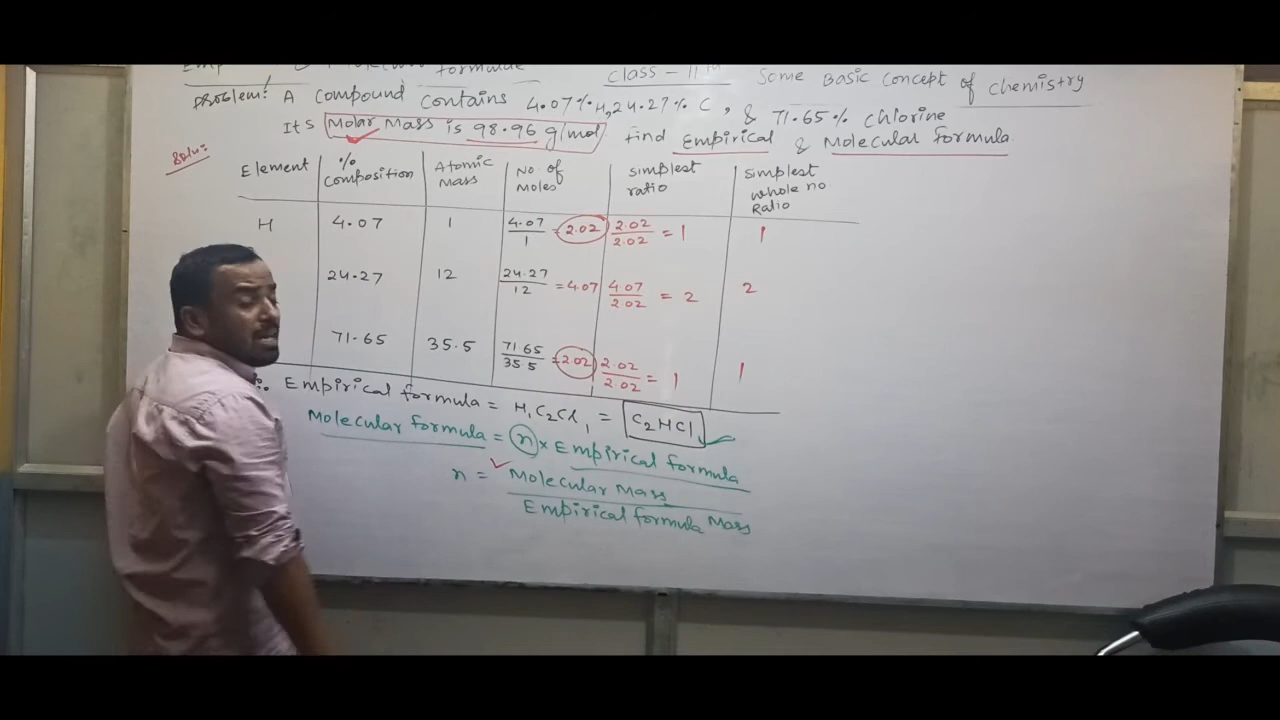 formulae
Class - 11th Some Basic Concept of Chemistry
Problem: A Compound Contains 4.07% H, 24.27% C, & 71.65% Chlorine
Its Molar Mass is 98.96 g/mol Find Empirical & Molecular formula
Solu:
Element % Composition Atomic Mass No. of Moles Simplest ratio Simplest whole no Ratio
H 4.07 1 4.07/1 = 2.02 2.02/2.02 = 1 1
24.27 12 24.27/12 = 4.07 4.07/2.02 = 2 2
71.65 35.5 71.65/35.5 = 2.02 2.02/2.02 = 1 1
∴ Empirical formula = H₁C₂Cl₁ = C₂HCl
Molecular formula = n × Empirical formula
n = Molecular Mass
Empirical formula Mass